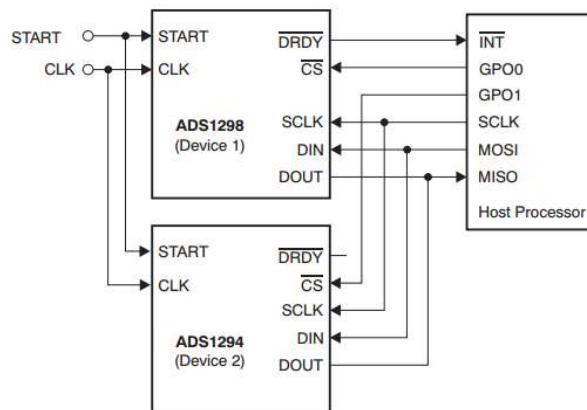 START
CLK
START
CLK
ADS1298
(Device 1)
DRDY
CS
SCLK
DIN
DOUT
INT
GPO0
GPO1
SCLK
MOSI
MISO
Host Processor
START
CLK
ADS1294
(Device 2)
DRDY
CS
SCLK
DIN
DOUT